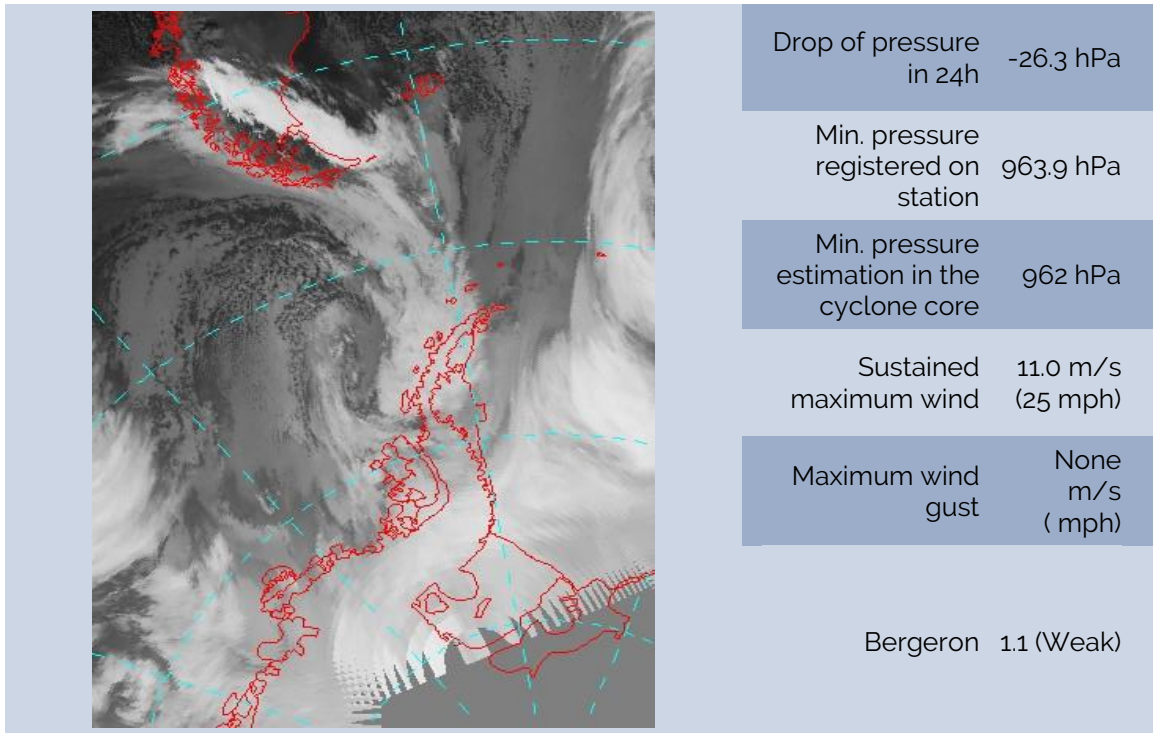 Drop of pressure
in 24h
-26.3 hPa
Min. pressure
registered on
station
963.9 hPa
Min. pressure
estimation in the
cyclone core
962 hPa
Sustained
maximum wind
11.0 m/s
(25 mph)
Maximum wind
gust
None
m/s
( mph)
Bergeron
1.1 (Weak)